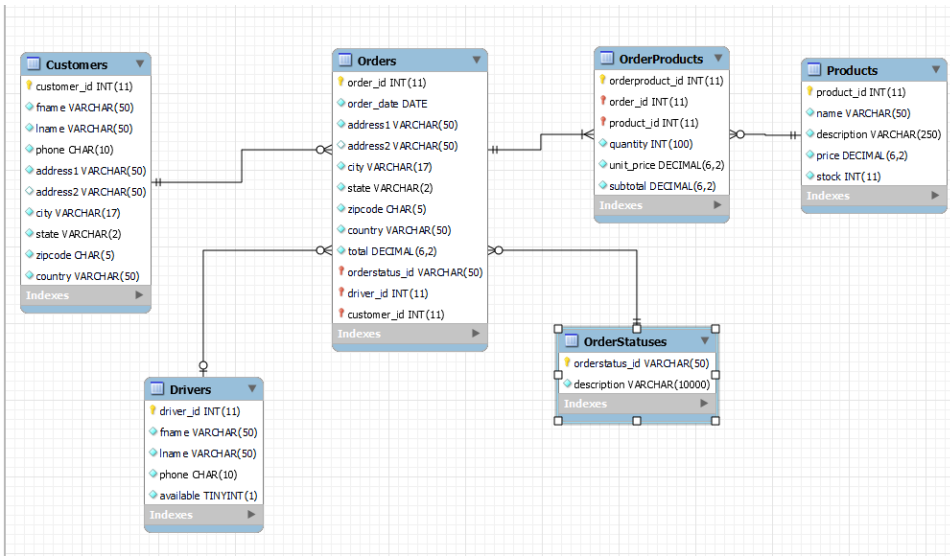 Customers
customer_id INT(11)
fname VARCHAR(50)
lname VARCHAR(50)
phone CHAR(10)
address1 VARCHAR(50)
address2 VARCHAR(50)
city VARCHAR(17)
state VARCHAR(2)
zipcode CHAR(5)
country VARCHAR(50)
Indexes
Orders
order_id INT(11)
order_date DATE
address1 VARCHAR(50)
address2 VARCHAR(50)
city VARCHAR(17)
state VARCHAR(2)
zipcode CHAR(5)
country VARCHAR(50)
total DECIMAL(6,2)
orderstatus_id VARCHAR(50)
driver_id INT(11)
customer_id INT(11)
Indexes
OrderProducts
orderproduct_id INT(11)
order_id INT(11)
product_id INT(11)
quantity INT(100)
unit_price DECIMAL(6,2)
subtotal DECIMAL(6,2)
Indexes
Products
product_id INT(11)
name VARCHAR(50)
description VARCHAR(250)
price DECIMAL(6,2)
stock INT(11)
Indexes
Drivers
driver_id INT(11)
fname VARCHAR(50)
lname VARCHAR(50)
phone CHAR(10)
available TINYINT(1)
Indexes
OrderStatuses
orderstatus_id VARCHAR(50)
description VARCHAR(10000)
Indexes